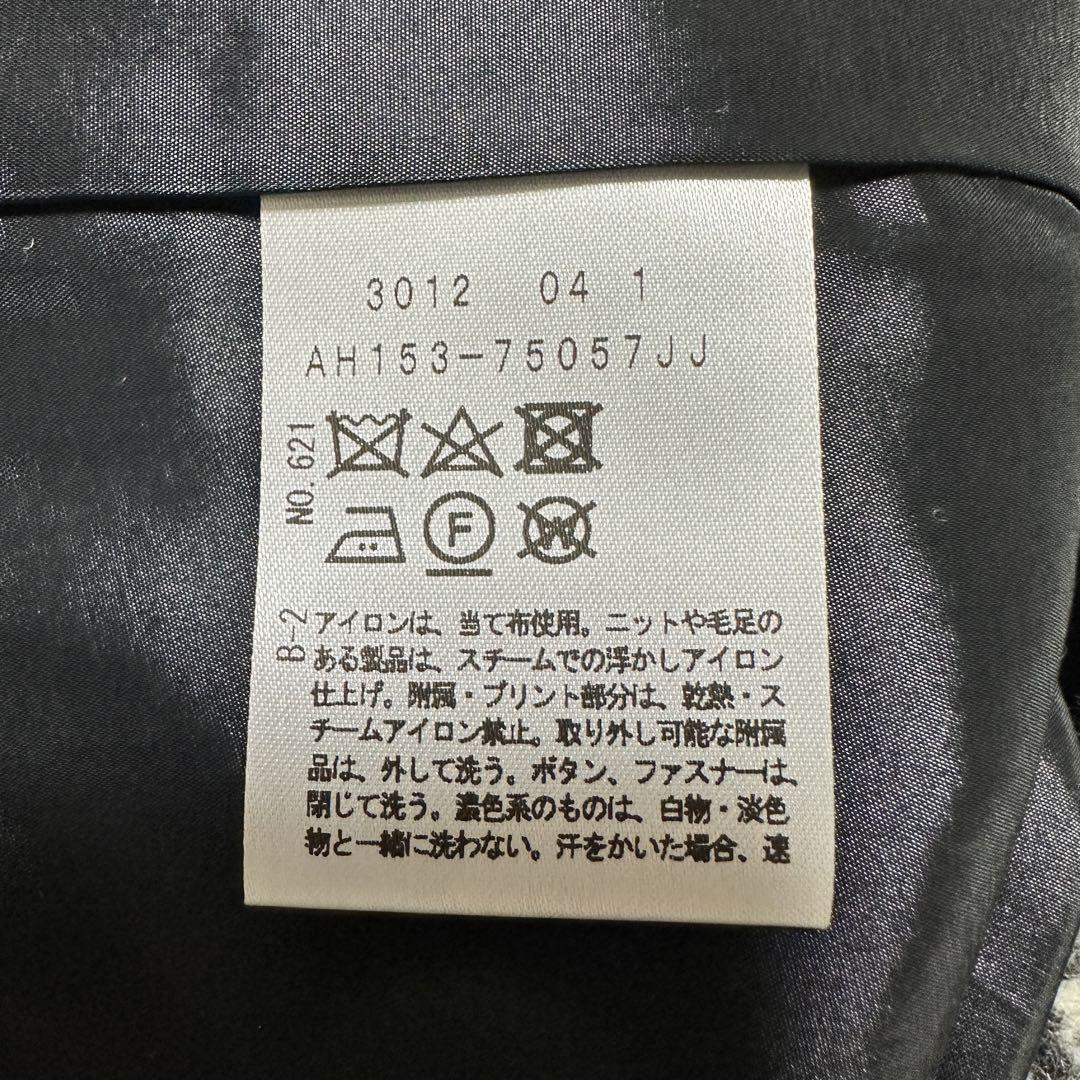 3012 04 1
AH153-75057JJ
NO.621
F
W
B-2
アイロンは、当て布使用。ニットや毛足の
ある製品は、スチームでの浮かしアイロン
仕上げ。附属・プリント部分は、乾熱・ス
チームアイロン禁止。取り外し可能な附属
品は、外して洗う。ボタン、ファスナーは、
閉じて洗う。濃色系のものは、白物・淡色
物と一緒に洗わない。汗をかいた場合、速